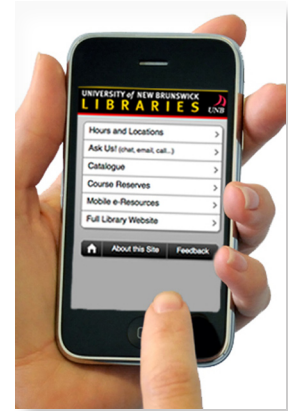 UNIVERSITY of NEW BRUNSWICK
LIBRARIES UNB
Hours and Locations
Ask Us! (chat, email, call...)
Catalogue
Course Reserves
Mobile e-Resources
Full Library Website
About this Site Feedback